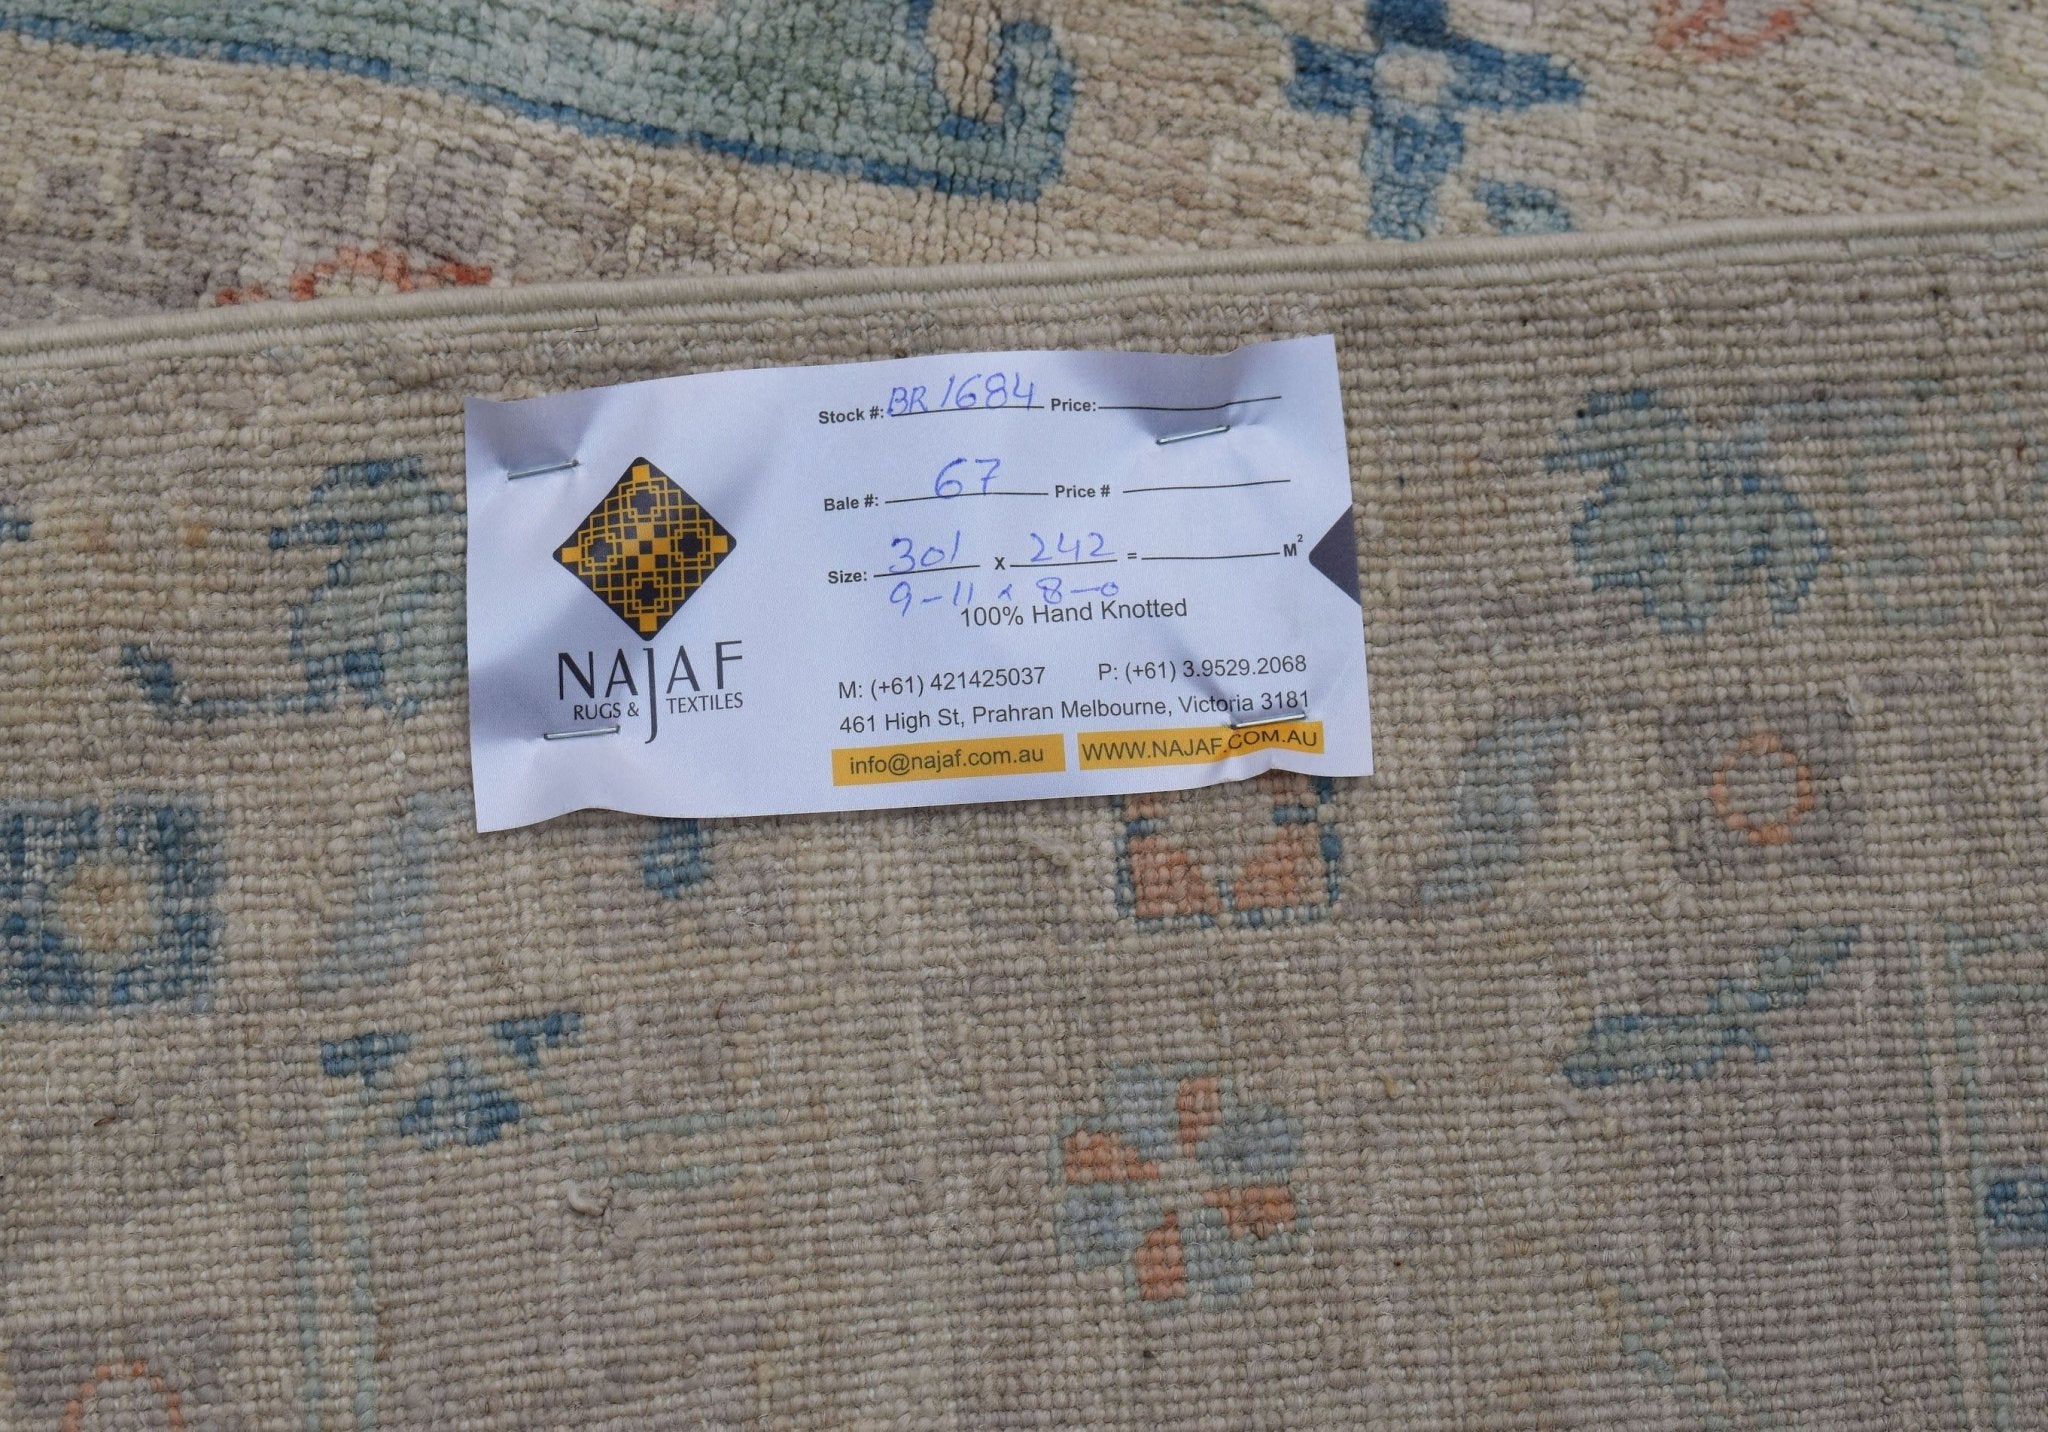 Stock #: BR 1684 Price:
Bale #: 67 Price #
Size: 301 x 242 = M²
9-11 x 8-0
100% Hand Knotted
NAJAF
RUGS & TEXTILES
M: (+61) 421425037 P: (+61) 3.9529.2068
461 High St, Prahran Melbourne, Victoria 3181
info@najaf.com.au WWW.NAJAF.COM.AU